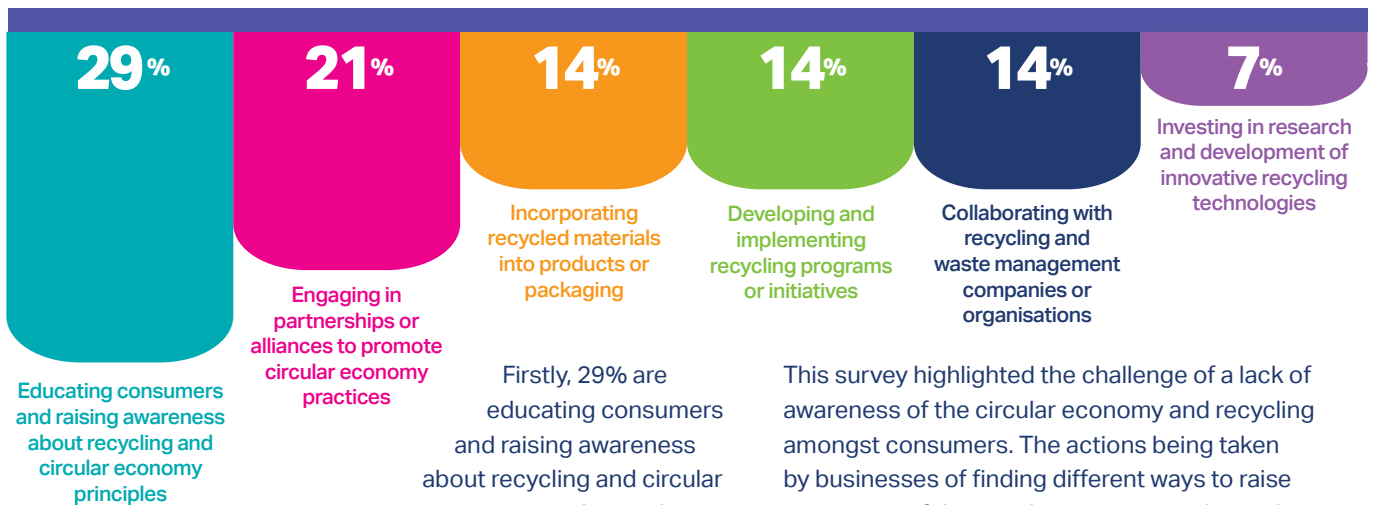 29%
Educating consumers
and raising awareness
about recycling and
circular economy
principles
21%
Engaging in
partnerships or
alliances to promote
circular economy
practices
14%
Incorporating
recycled materials
into products or
packaging
14%
Developing and
implementing
recycling programs
or initiatives
14%
Collaborating with
recycling and
waste management
companies or
organisations
7%
Investing in research
and development of
innovative recycling
technologies
Firstly, 29% are
educating consumers
and raising awareness
about recycling and circular
This survey highlighted the challenge of a lack of
awareness of the circular economy and recycling
amongst consumers. The actions being taken
by businesses of finding different ways to raise